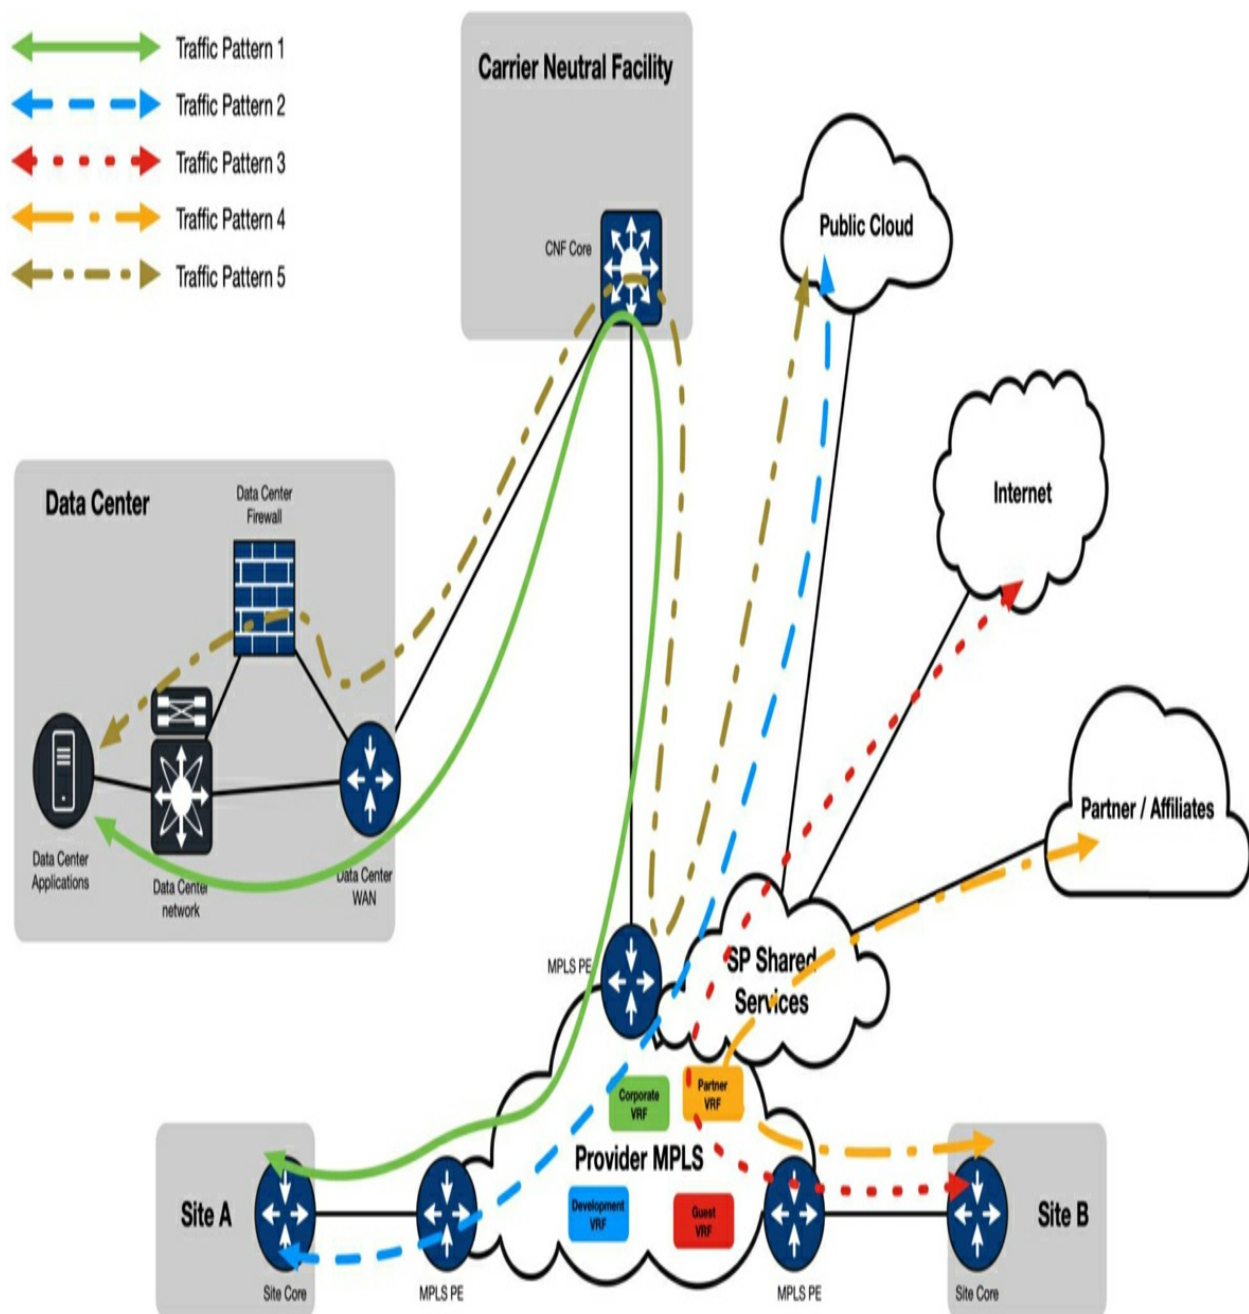 Traffic Pattern 1
Traffic Pattern 2
Traffic Pattern 3
Traffic Pattern 4
Traffic Pattern 5
Carrier Neutral Facility
CNF Core
Public Cloud
Internet
Data Center
Data Center
Firewall
Data Center
Applications
Data Center
network
Data Center
WAN
Partner / Affiliates
MPLS PE
SP Shared
Services
Corporate
VRF
Partner
VRF
Provider MPLS
Development
VRF
Guest
VRF
Site A
Site Core
MPLS PE
MPLS PE
Site B
Site Core